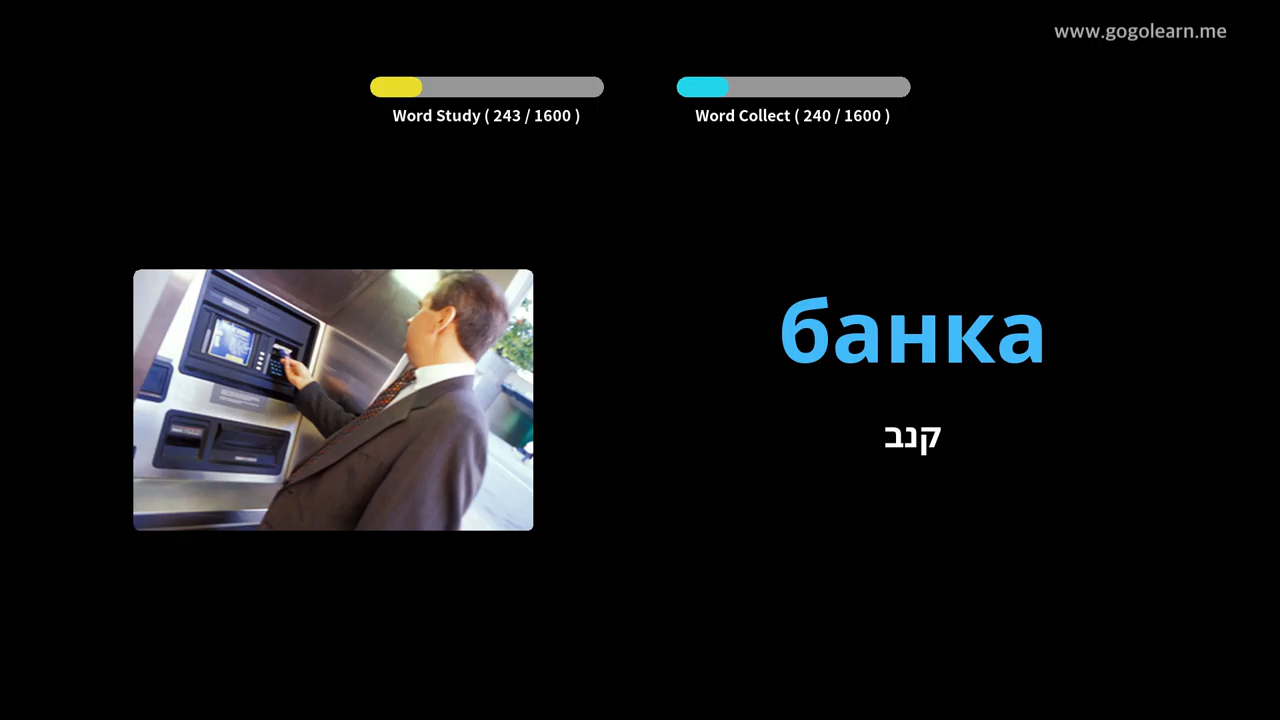 www.gogolearn.me
Word Study ( 243 / 1600 )
Word Collect ( 240 / 1600 )
банка
קנב